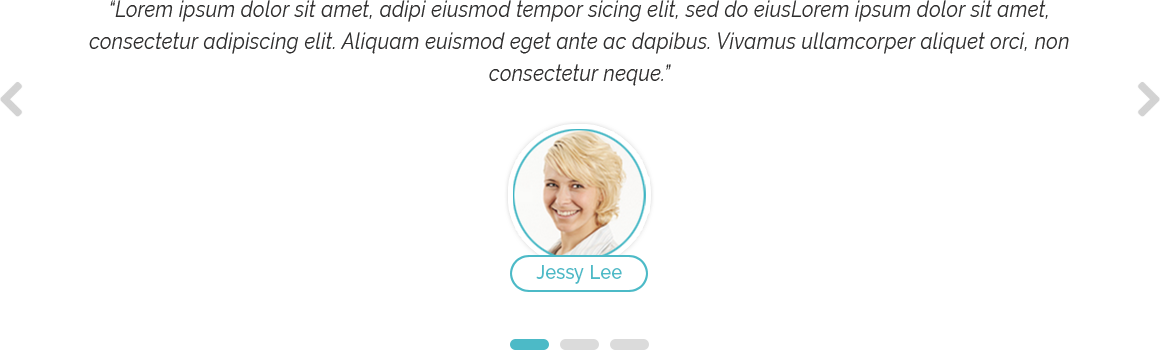 “Lorem ipsum dolor sit amet, adipi eiusmod tempor sicing elit, sed do eiusLorem ipsum dolor sit amet,
consectetur adipiscing elit. Aliquam euismod eget ante ac dapibus. Vivamus ullamcorper aliquet orci, non
consectetur neque.”
Jessy Lee